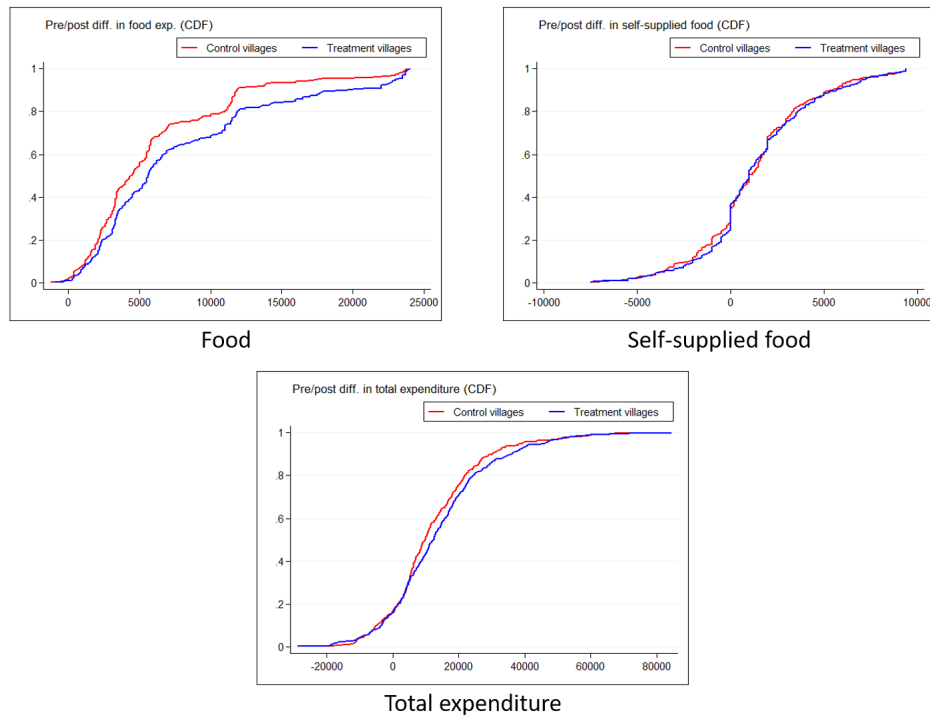 Pre/post diff. in food exp. (CDF)
Control villages Treatment villages
1
.8
.6
.4
.2
0
0 5000 10000 15000 20000 25000
Food
Pre/post diff. in self-supplied food (CDF)
Control villages Treatment villages
1
.8
.6
.4
.2
0
-10000 -5000 0 5000 10000
Self-supplied food
Pre/post diff. in total expenditure (CDF)
Control villages Treatment villages
1
.8
.6
.4
.2
0
-20000 0 20000 40000 60000 80000
Total expenditure